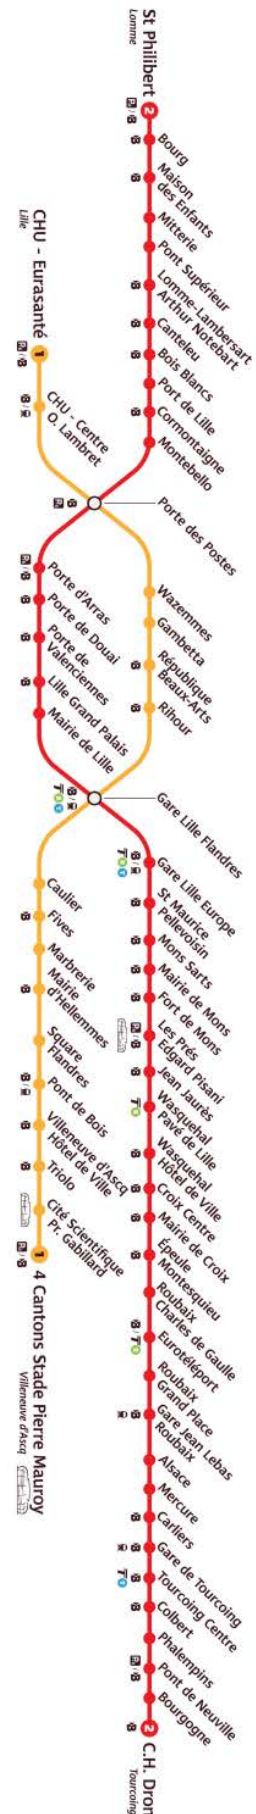 St Philibert
Lomme
2
Bourg
Maison
des Enfants
Mitterie
Pont Supérieur
Lomme-Lambersart
Arthur Notebart
Canteleu
Bois Blancs
Port de Lille
Cormontaigne
Montebello
Porte des Postes
Porte d'Arras
Porte de Douai
Porte de
Valenciennes
Lille Grand Palais
Mairie de Lille
Gare Lille Flandres
Gare Lille Europe
St Maurice
Pellevoisin
Mons Sarts
Mairie de Mons
Fort de Mons
Les Prés
Edgard Pisani
Jean Jaurès
Wasquehal
Pavé de Lille
Wasquehal
Hôtel de Ville
Croix Centre
Mairie de Croix
Épeule
Montesquieu
Roubaix
Charles de Gaulle
Eurotéléport
Roubaix
Grand Place
Gare Jean Lebas
Roubaix
Alsace
Mercure
Carliers
Gare de Tourcoing
Tourcoing Centre
Colbert
Phalempins
Pont de Neuville
Bourgogne
2
C.H. Dron
Tourcoing
CHU - Eurasanté
Lille
1
CHU - Centre
O. Lambret
Wazemmes
Gambetta
République
Beaux-Arts
Rihour
Caulier
Fives
Marbrerie
Mairie
d'Hellemmes
Square
Flandres
Pont de Bois
Villeneuve d'Ascq
Hôtel de Ville
Triolo
Cité Scientifique
Pr. Gabillard
1
4 Cantons Stade Pierre Mauroy
Villeneuve d'Ascq